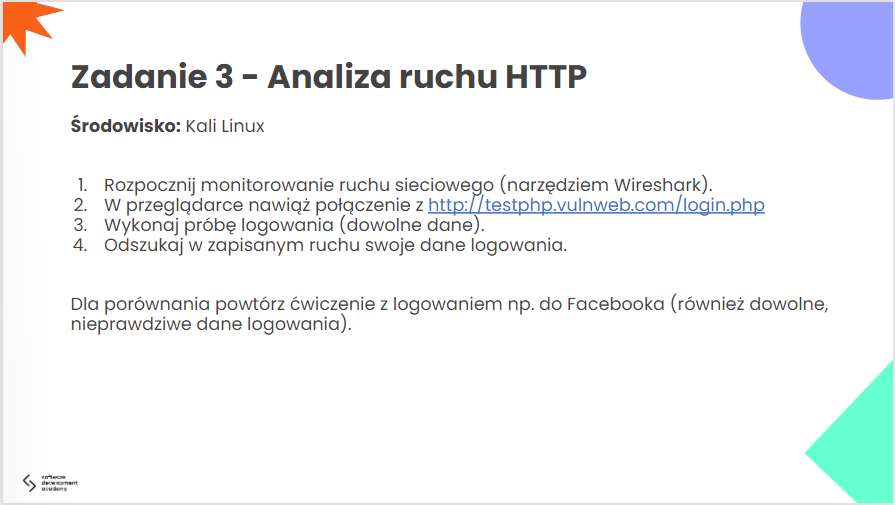 Zadanie 3 - Analiza ruchu HTTP
Środowisko: Kali Linux
1. Rozpocznij monitorowanie ruchu sieciowego (narzędziem Wireshark).
2. W przeglądarce nawiąż połączenie z http://testphp.vulnweb.com/login.php
3. Wykonaj próbę logowania (dowolne dane).
4. Odszukaj w zapisanym ruchu swoje dane logowania.
Dla porównania powtórz ćwiczenie z logowaniem np. do Facebooka (również dowolne,
nieprawdziwe dane logowania).
software
development
academy